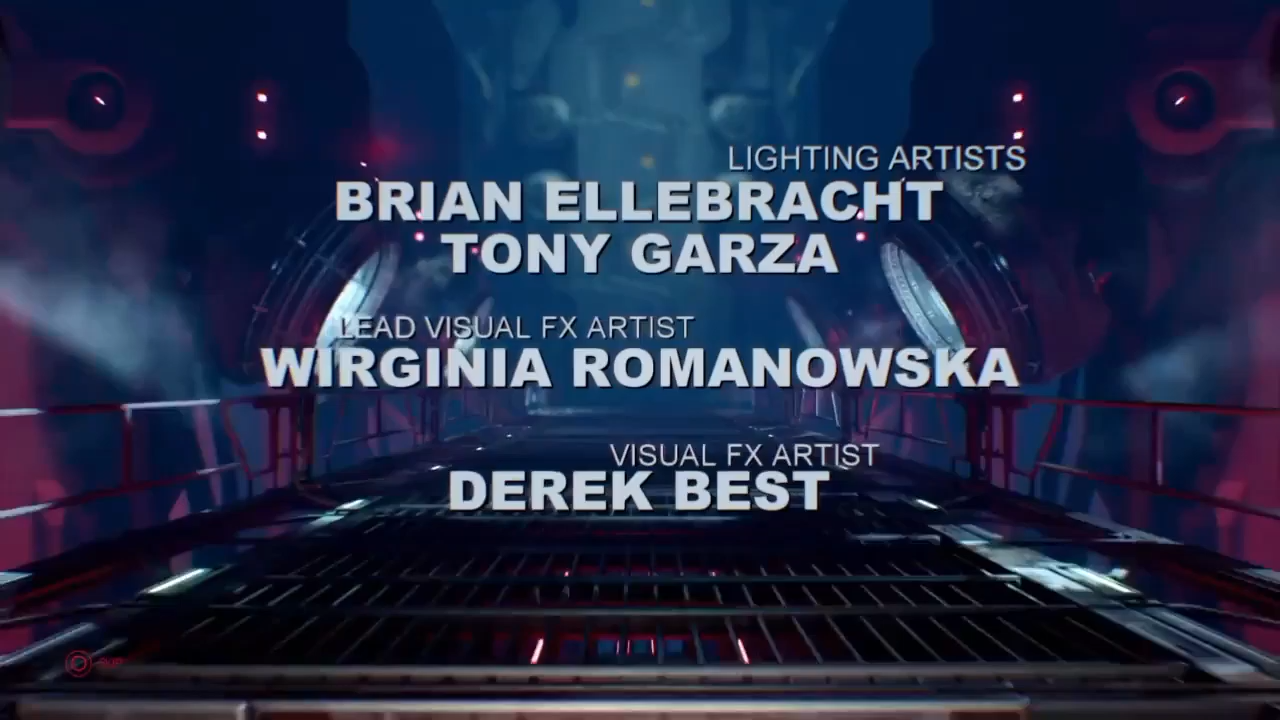 LIGHTING ARTISTS
BRIAN ELLEBRACHT
TONY GARZA
LEAD VISUAL FX ARTIST
WIRGINIA ROMANOWSKA
VISUAL FX ARTIST
DEREK BEST